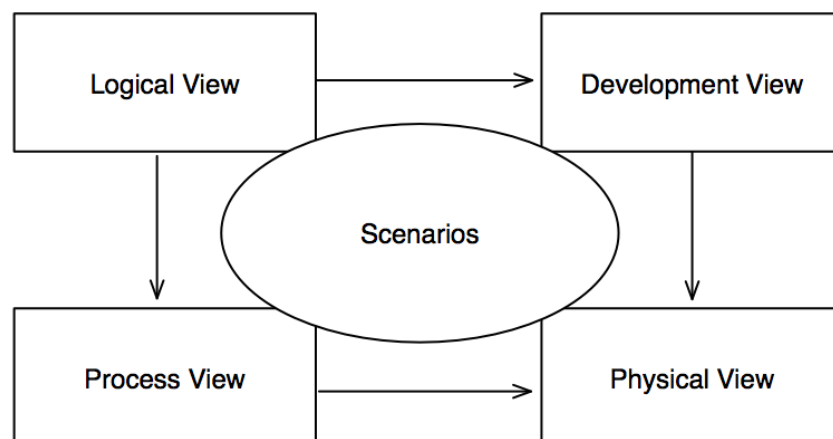 Logical View
Development View
Scenarios
Process View
Physical View